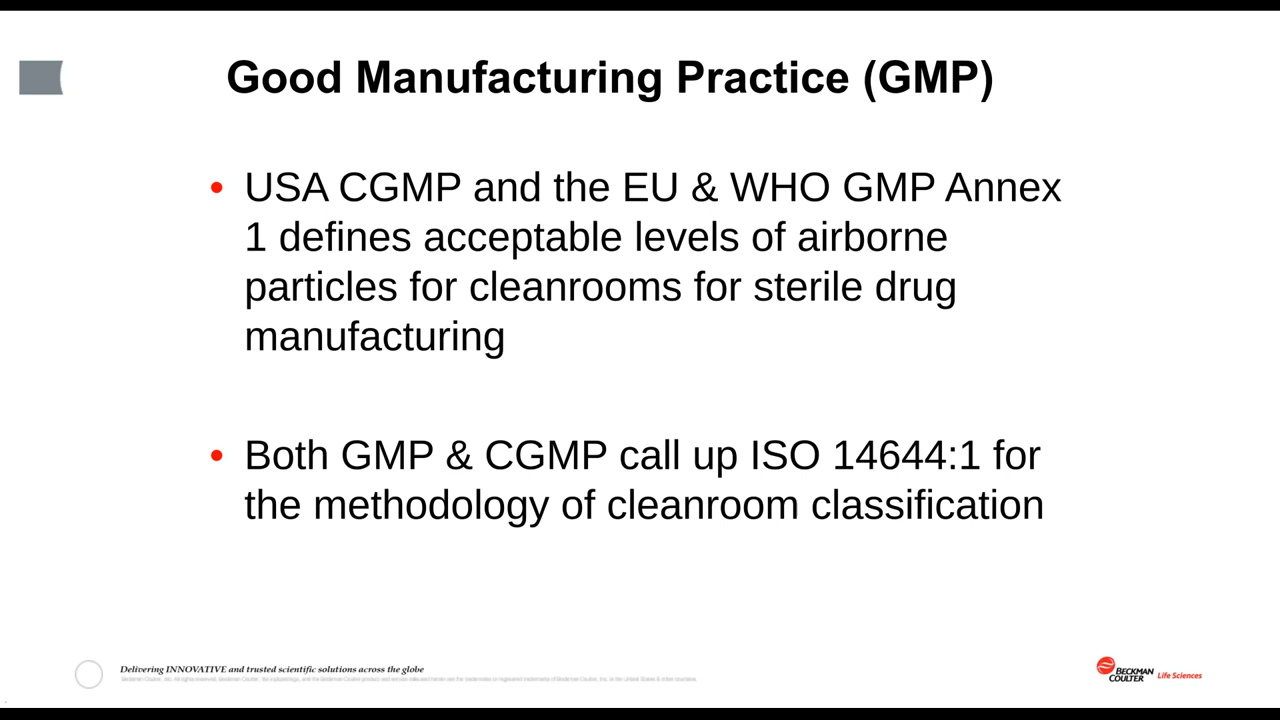 Good Manufacturing Practice (GMP)
• USA CGMP and the EU & WHO GMP Annex
1 defines acceptable levels of airborne
particles for cleanrooms for sterile drug
manufacturing
• Both GMP & CGMP call up ISO 14644:1 for
the methodology of cleanroom classification
Delivering INNOVATIVE and trusted scientific solutions across the globe
BECKMAN
COULTER Life Sciences